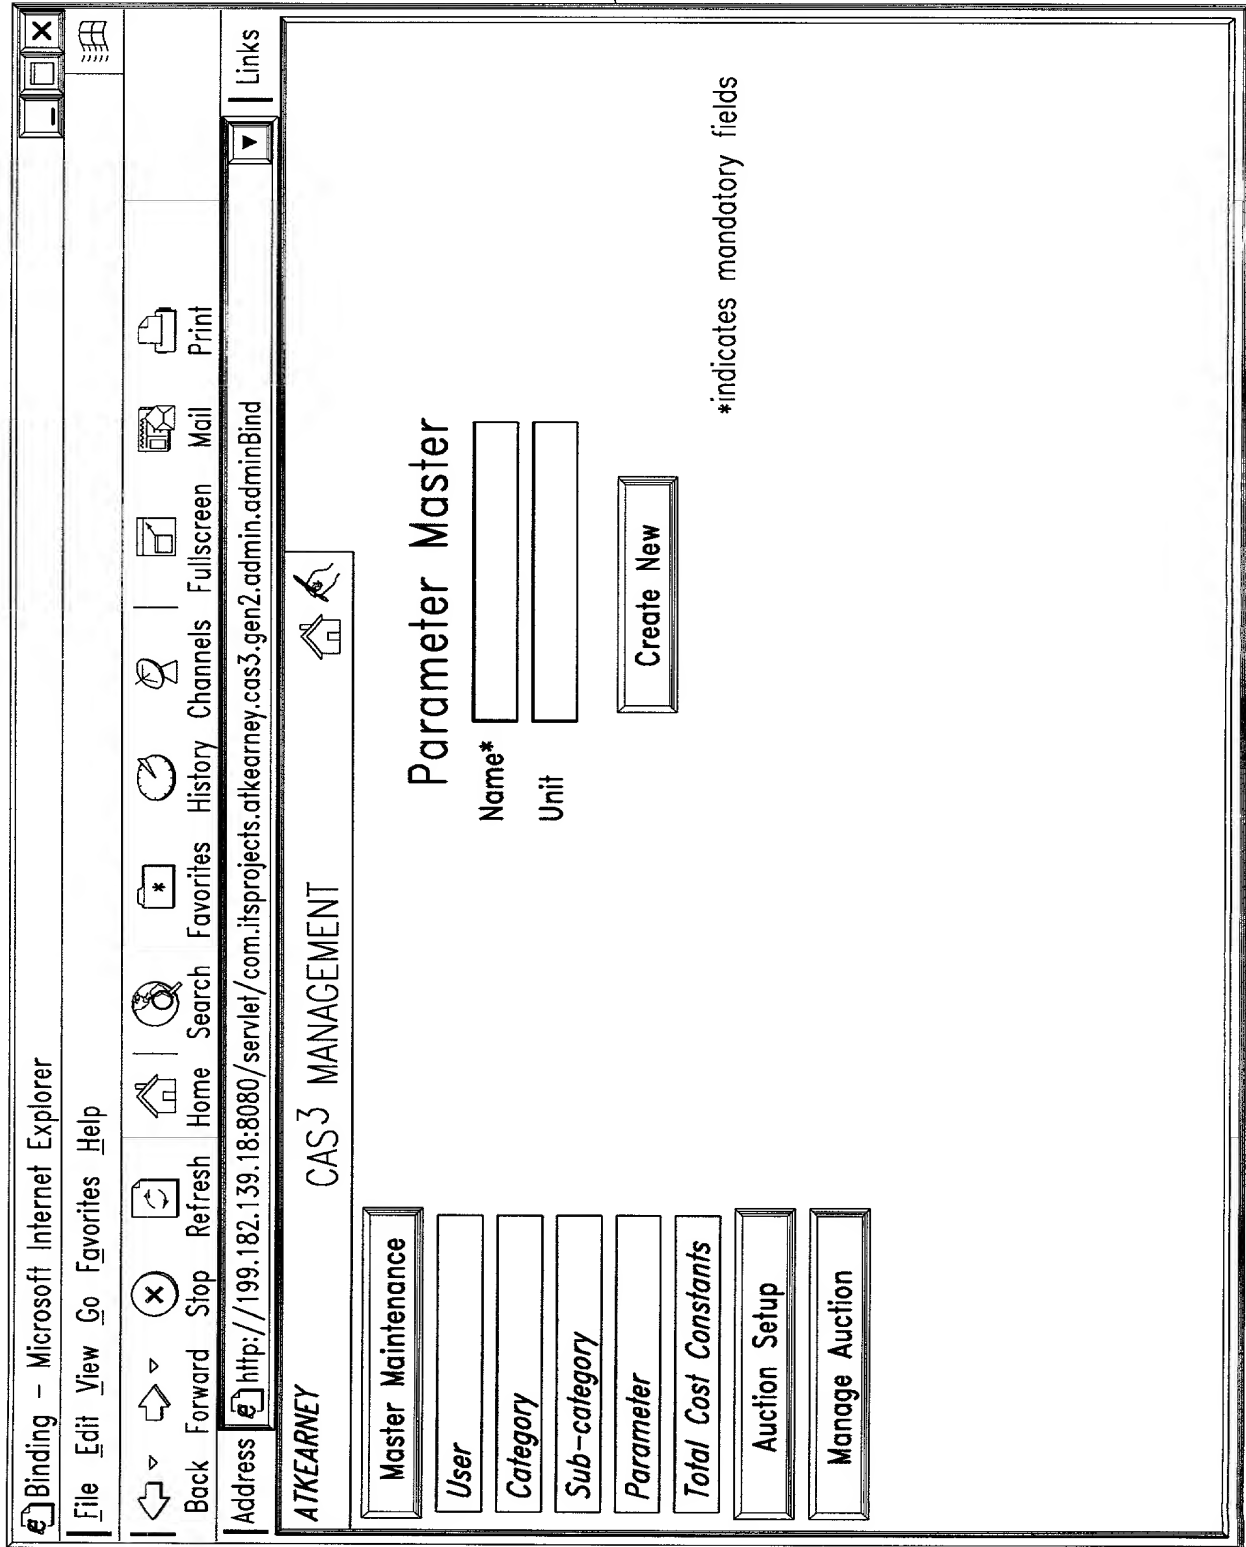 Binding - Microsoft Internet Explorer
File Edit View Go Favorites Help
Back Forward Stop Refresh Home Search Favorites History Channels Fullscreen Mail Print
Address http://199.182.139.18:8080/servlet/com.itsprojects.atkearney.cas3.gen2.admin.adminBind Links
ATKEARNEY CAS3 MANAGEMENT
Master Maintenance
User
Category
Sub-category
Parameter
Total Cost Constants
Auction Setup
Manage Auction
Parameter Master
Name*
Unit
Create New
*indicates mandatory fields